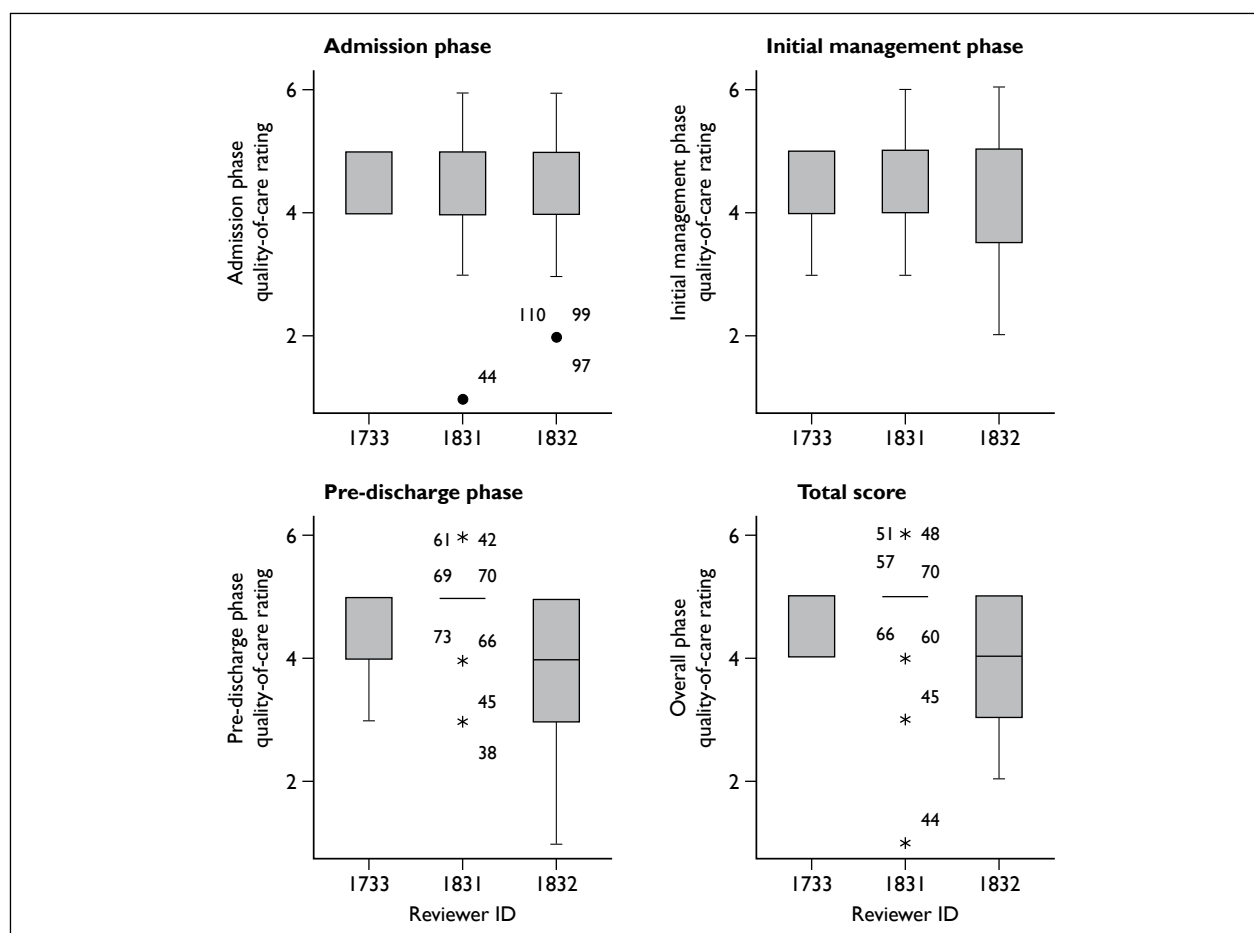 Admission phase
Admission phase
quality-of-care rating
6
4
2
110
99
97
44
1733
1831
1832
Initial management phase
Initial management phase
quality-of-care rating
6
4
2
1733
1831
1832
Pre-discharge phase
Pre-discharge phase
quality-of-care rating
6
4
2
61 * 42
69
70
73
66
*
45
*
38
1733
1831
1832
Reviewer ID
Total score
Overall phase
quality-of-care rating
6
4
2
51 * 48
57
70
66
60
*
45
*
44
*
1733
1831
1832
Reviewer ID